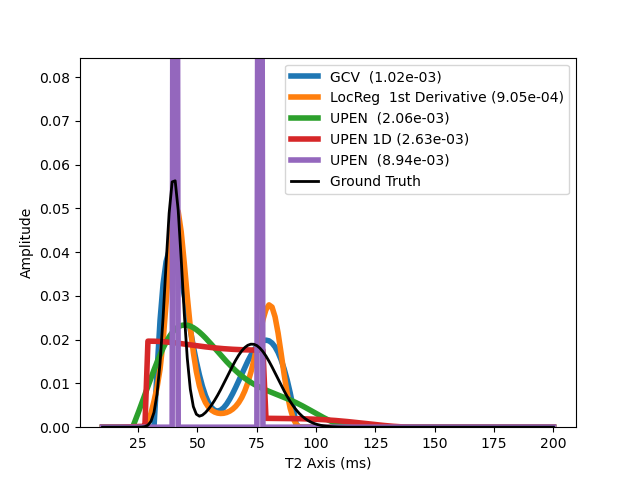 GCV  (1.02e-03)
LocReg  1st Derivative (9.05e-04)
UPEN  (2.06e-03)
UPEN 1D (2.63e-03)
UPEN  (8.94e-03)
Ground Truth
Amplitude
0.08
0.07
0.06
0.05
0.04
0.03
0.02
0.01
0.00
25 50 75 100 125 150 175 200
T2 Axis (ms)